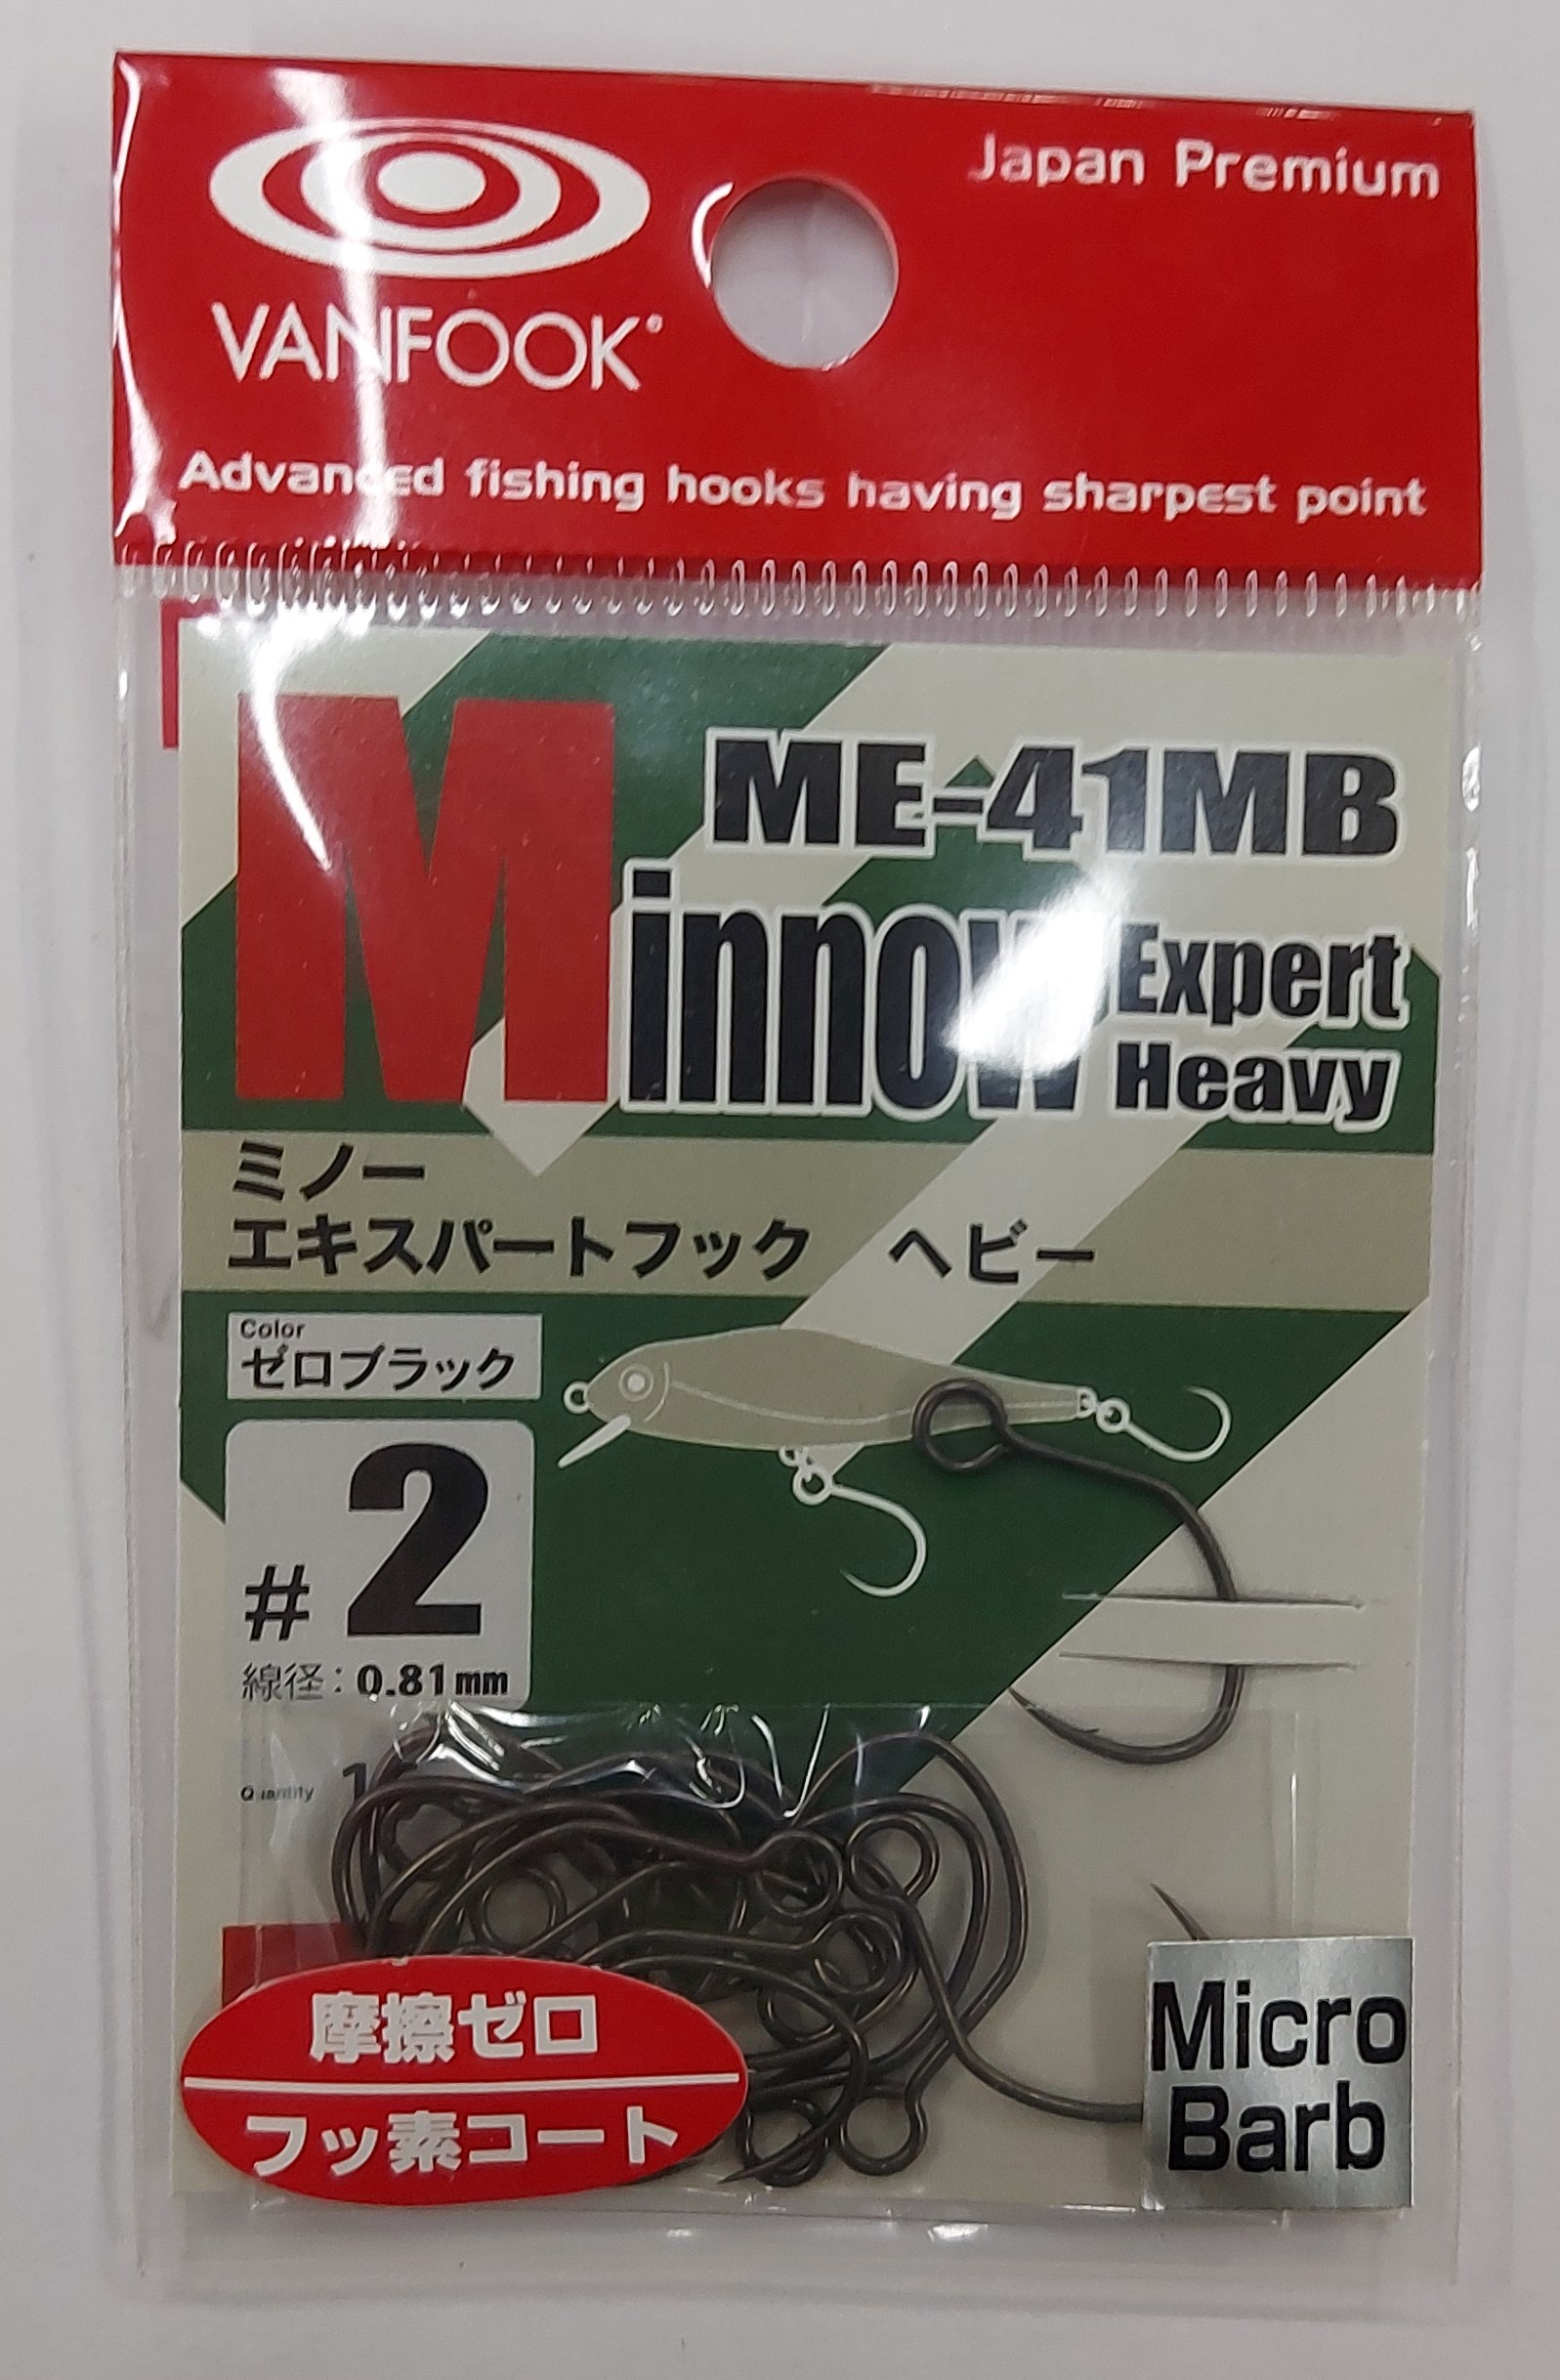 Japan Premium
VANFOOK
Advanced fishing hooks having sharpest point
ME-41MB
Minnow Expert Heavy
ミノー
エキスパートフック ヘビー
Color
ゼロブラック
#2
線径:0.81mm
Quantity
摩擦ゼロ
フッ素コート
Micro
Barb